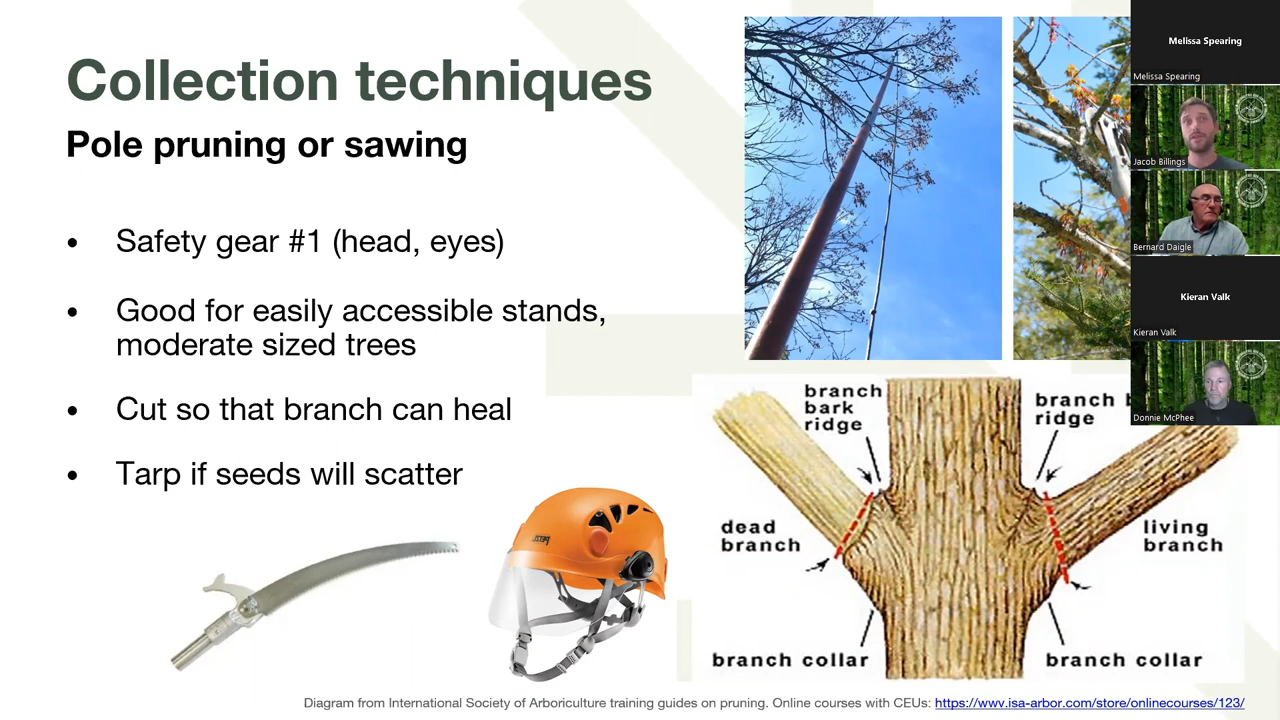 Collection techniques
Pole pruning or sawing
• Safety gear #1 (head, eyes)
• Good for easily accessible stands,
moderate sized trees
• Cut so that branch can heal
• Tarp if seeds will scatter
branch
bark
ridge
branch b
ridge
dead
branch
living
branch
branch collar
branch collar
Diagram from International Society of Arboriculture training guides on pruning. Online courses with CEUs: https://www.isa-arbor.com/store/onlinecourses/123/
Melissa Spearing
Melissa Spearing
Jacob Billings
Bernard Daigle
Kieran Valk
Kieran Valk
Donnie McPhee